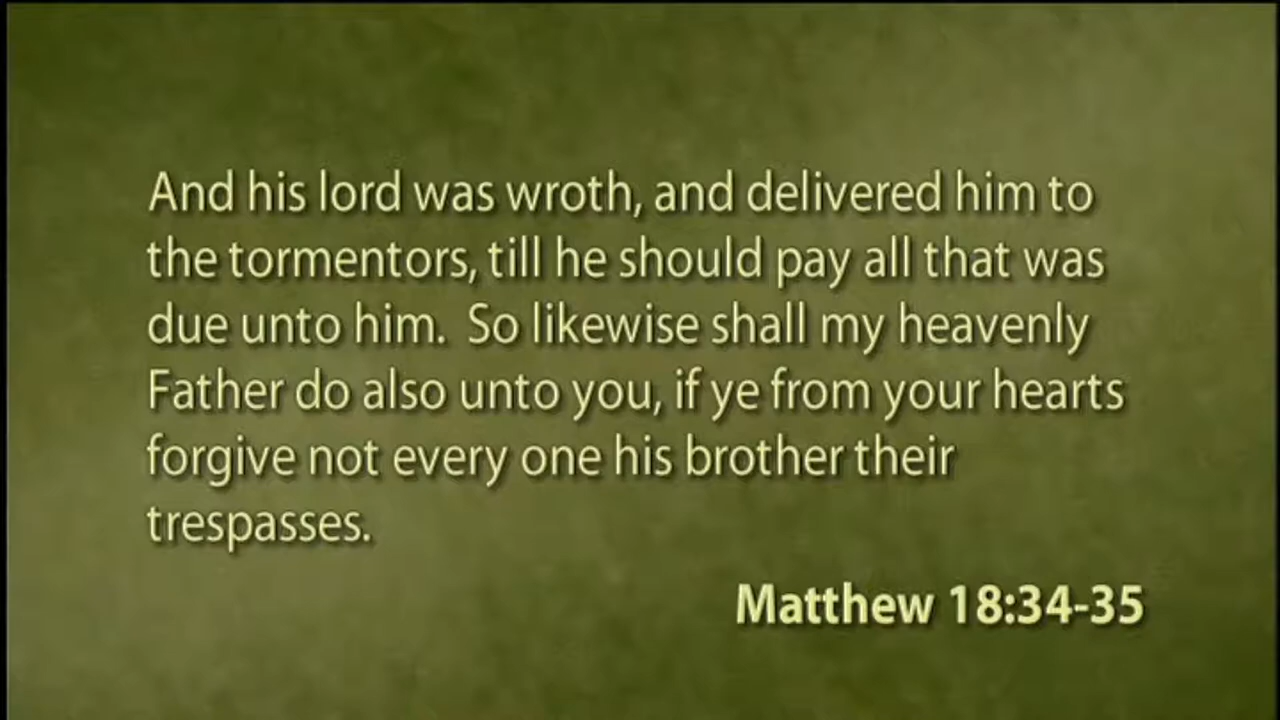 And his lord was wroth, and delivered him to
the tormentors, till he should pay all that was
due unto him.  So likewise shall my heavenly
Father do also unto you, if ye from your hearts
forgive not every one his brother their
trespasses.
Matthew 18:34-35